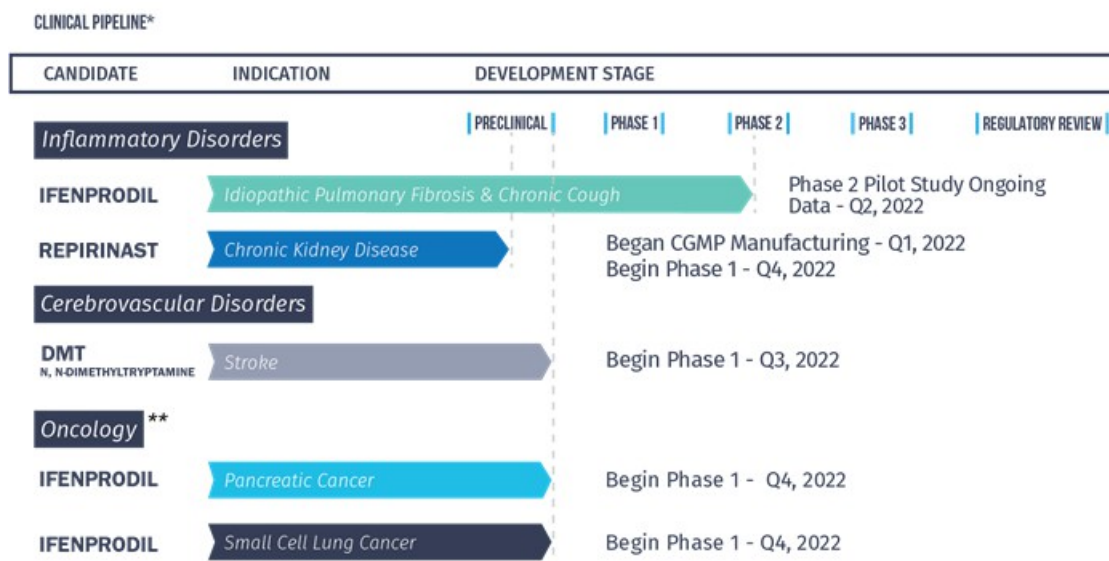 CLINICAL PIPELINE*
CANDIDATE INDICATION DEVELOPMENT STAGE
PRECLINICAL PHASE 1 PHASE 2 PHASE 3 REGULATORY REVIEW
Inflammatory Disorders
IFENPRODIL Idiopathic Pulmonary Fibrosis & Chronic Cough Phase 2 Pilot Study Ongoing
Data - Q2, 2022
REPIRINAST Chronic Kidney Disease Began CGMP Manufacturing - Q1, 2022
Begin Phase 1 - Q4, 2022
Cerebrovascular Disorders
DMT Stroke Begin Phase 1 - Q3, 2022
N, N-DIMETHYLTRYPTAMINE
Oncology **
IFENPRODIL Pancreatic Cancer Begin Phase 1 - Q4, 2022
IFENPRODIL Small Cell Lung Cancer Begin Phase 1 - Q4, 2022